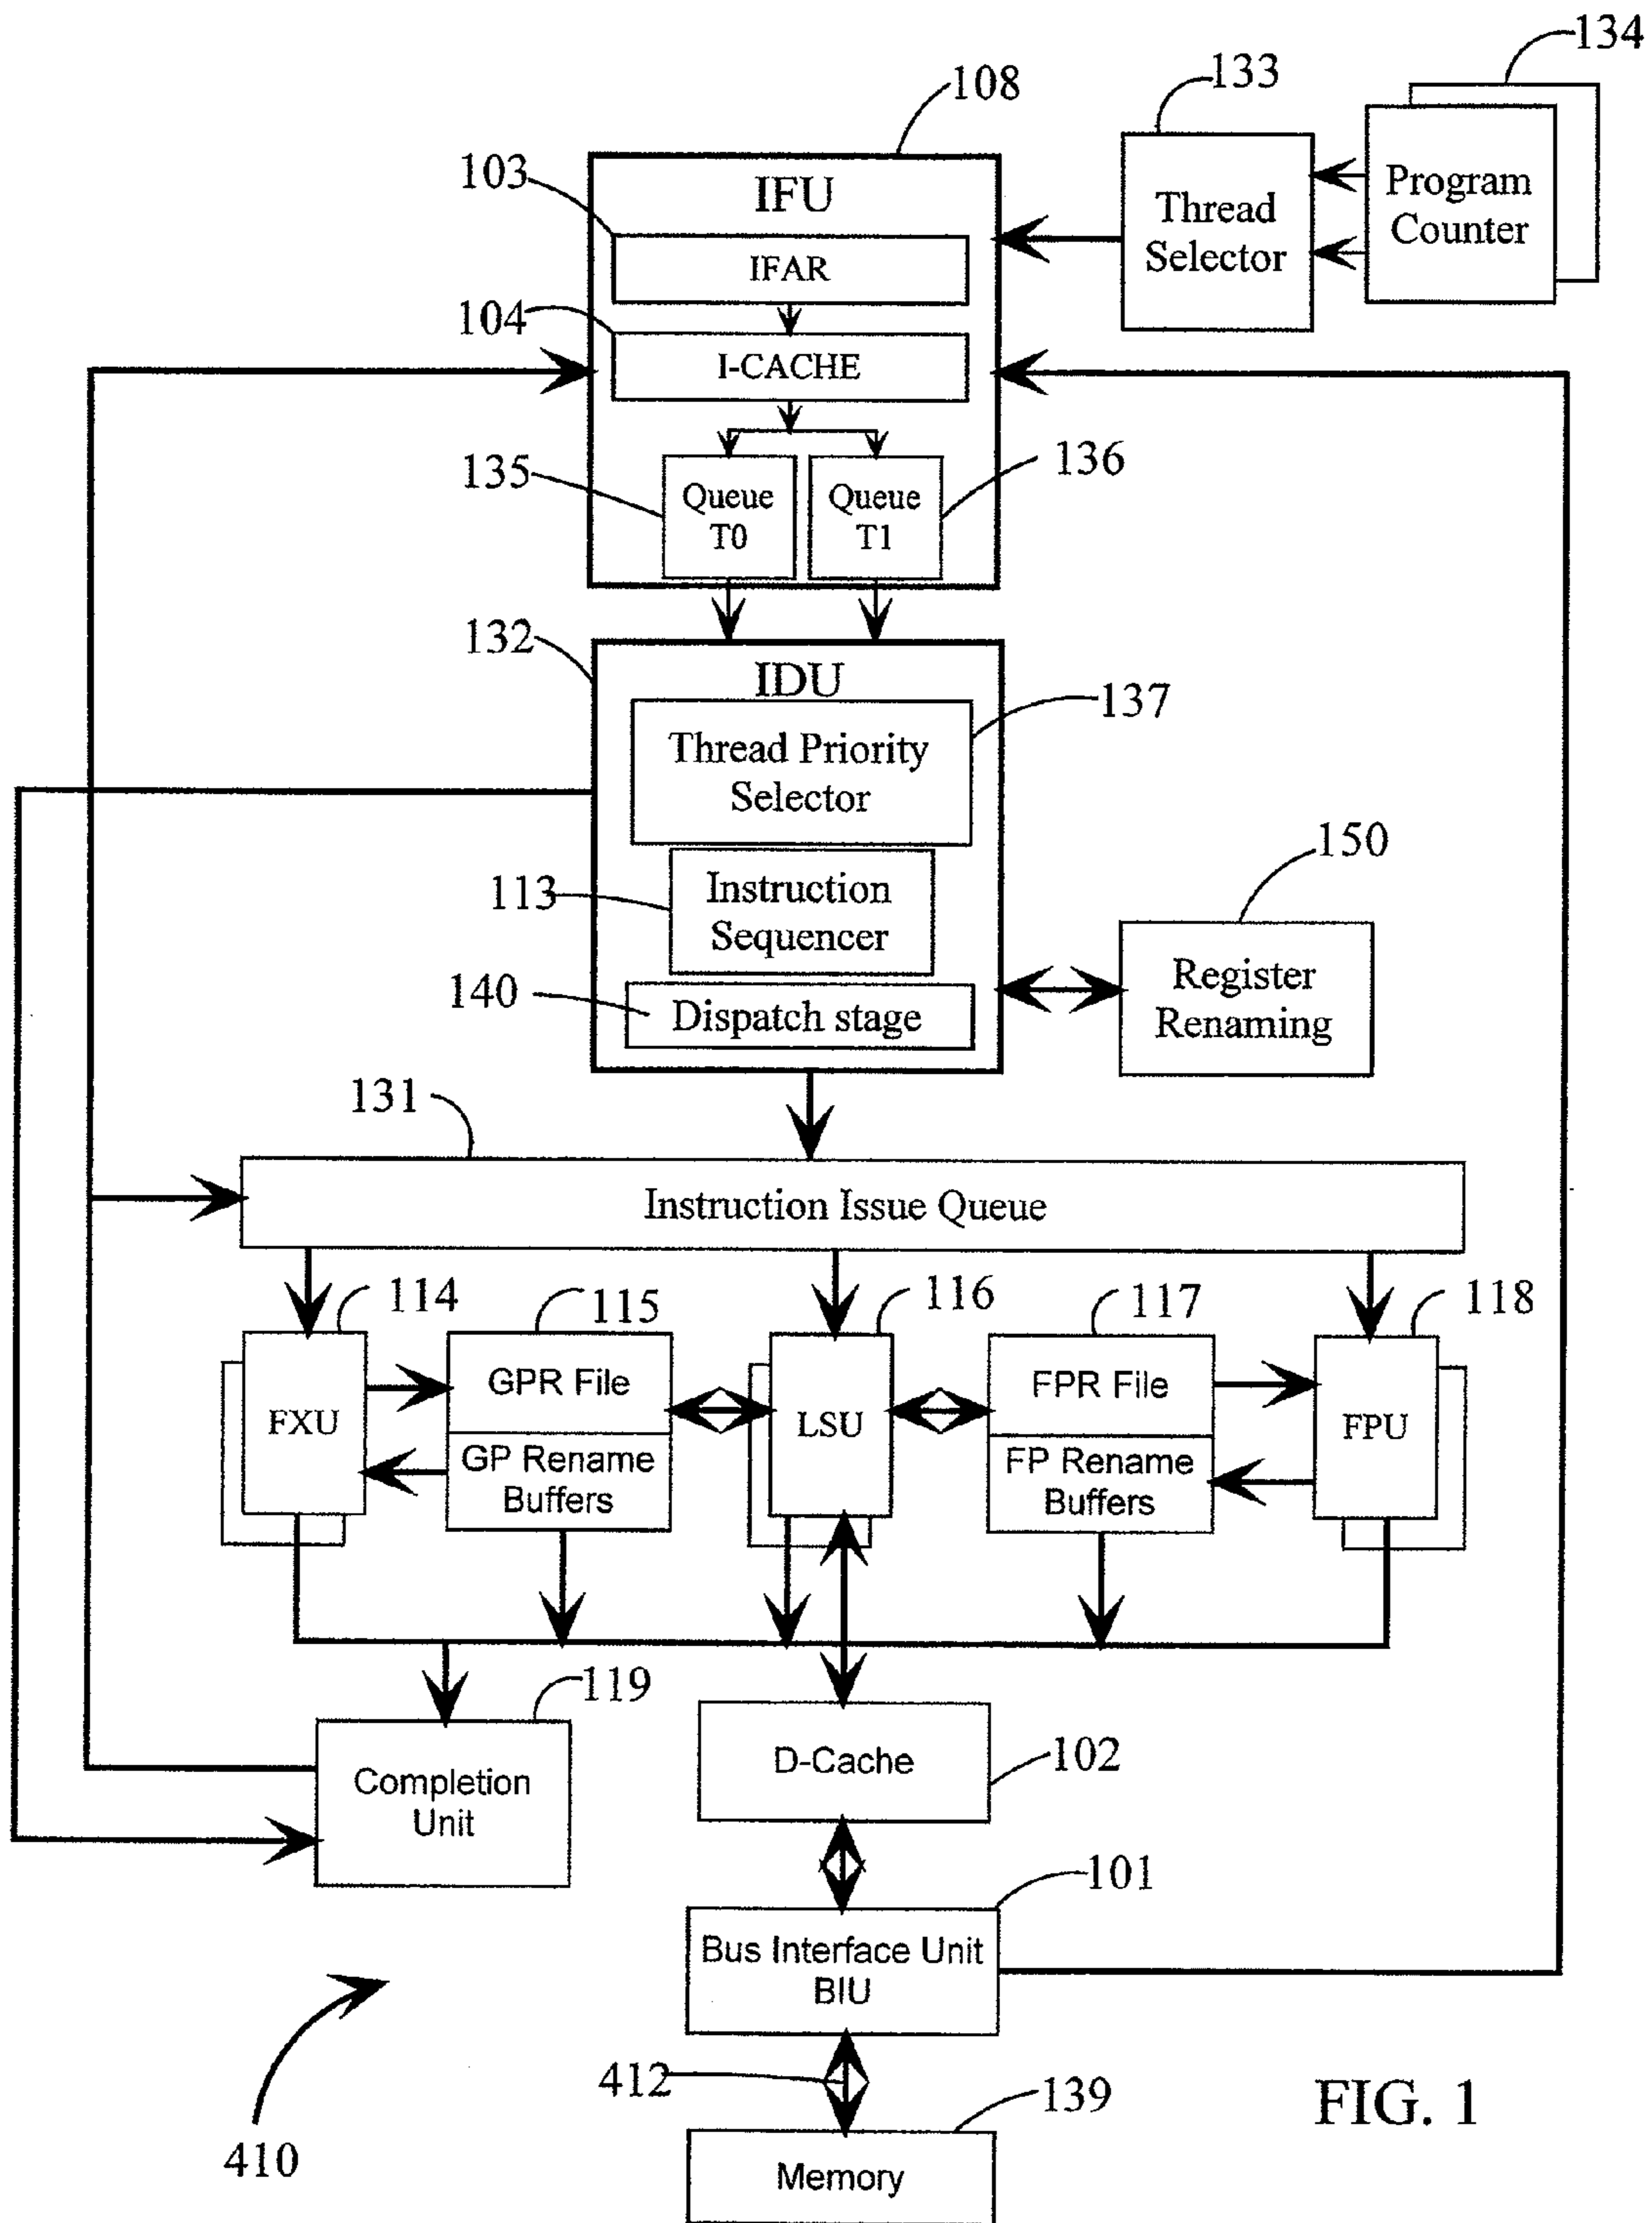 134
133
108
103
IFU
Program
Counter
Thread
Selector
IFAR
104
I-CACHE
135
136
Queue
T0
Queue
T1
132
IDU
137
Thread Priority
Selector
150
113
Instruction
Sequencer
140
Dispatch stage
Register
Renaming
131
Instruction Issue Queue
114
115
116
117
118
FXU
GPR File
GP Rename
Buffers
LSU
FPR File
FP Rename
Buffers
FPU
119
Completion
Unit
D-Cache
102
101
Bus Interface Unit
BIU
412
139
Memory
410
FIG. 1